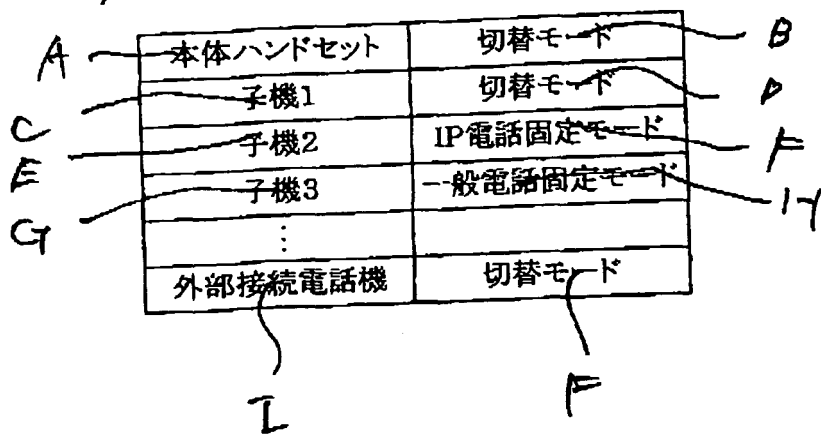 A 本体ハンドセット 切替モード B
C 子機1 切替モード D
E 子機2 IP電話固定モード F
G 子機3 一般電話固定モード H
⋮
外部接続電話機 切替モード
I F